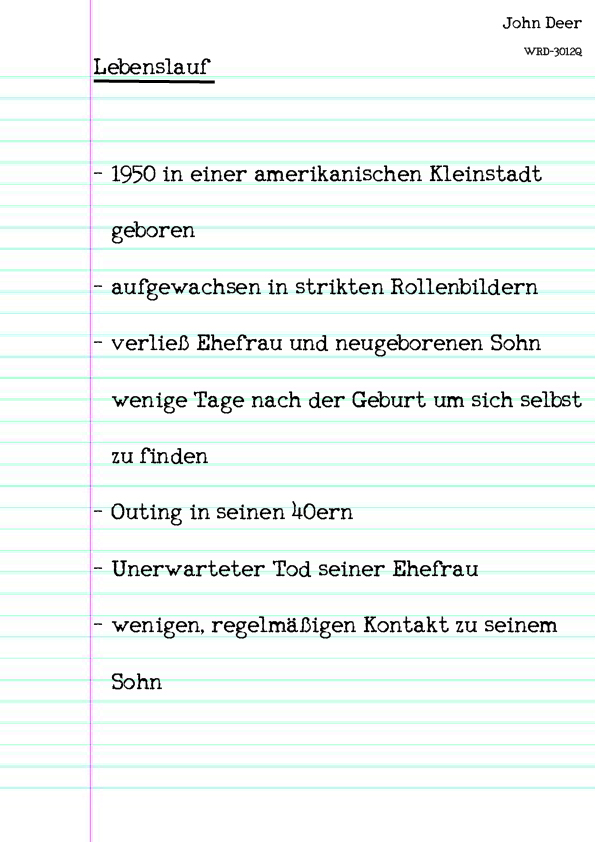 John Deer
WRD-3012Q
Lebenslauf
- 1950 in einer amerikanischen Kleinstadt
geboren
- aufgewachsen in strikten Rollenbildern
- verließ Ehefrau und neugeborenen Sohn
wenige Tage nach der Geburt um sich selbst
zu finden
- Outing in seinen 40ern
- Unerwarteter Tod seiner Ehefrau
- wenigen, regelmäßigen Kontakt zu seinem
Sohn